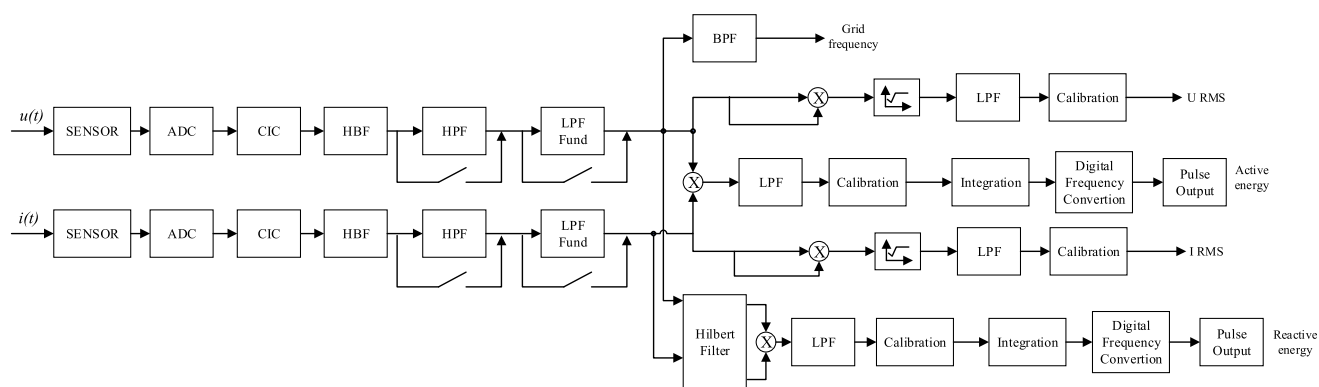 BPF
Grid
frequency
u(t)
SENSOR
ADC
CIC
HBF
HPF
LPF
Fund
X
LPF
Calibration
U RMS
X
LPF
Calibration
Integration
Digital
Frequency
Convertion
Pulse
Output
Active
energy
i(t)
SENSOR
ADC
CIC
HBF
HPF
LPF
Fund
X
LPF
Calibration
I RMS
Hilbert
Filter
X
LPF
Calibration
Integration
Digital
Frequency
Convertion
Pulse
Output
Reactive
energy